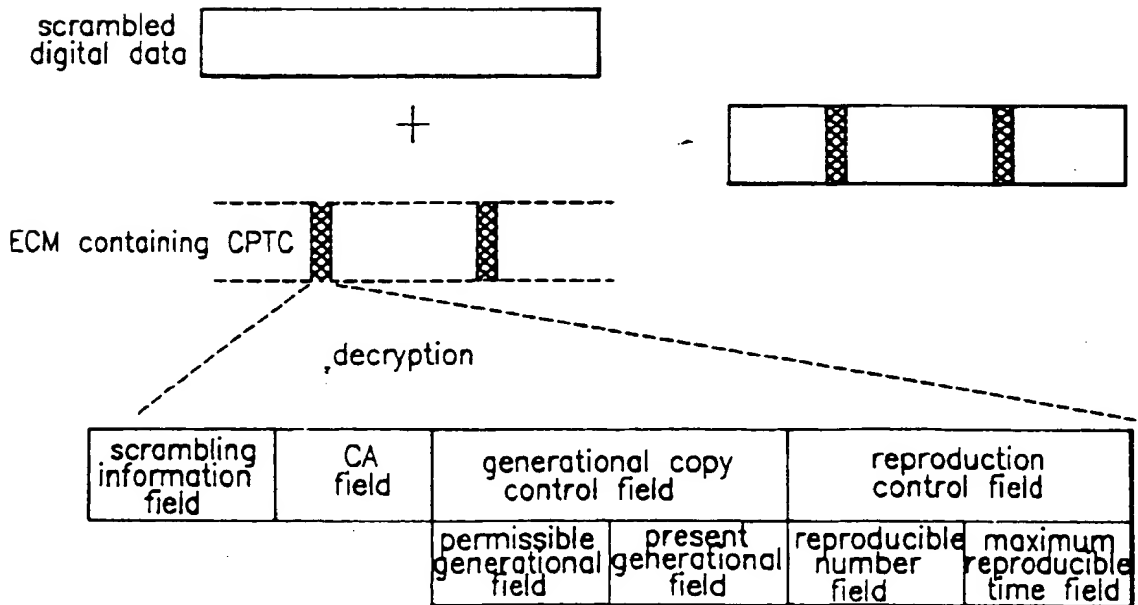 scrambled
digital data
+
ECM containing CPTC
decryption
scrambling
information
field
CA
field
generational copy
control field
reproduction
control field
permissible
generational
field
present
generational
field
reproducible
number
field
maximum
reproducible
time field